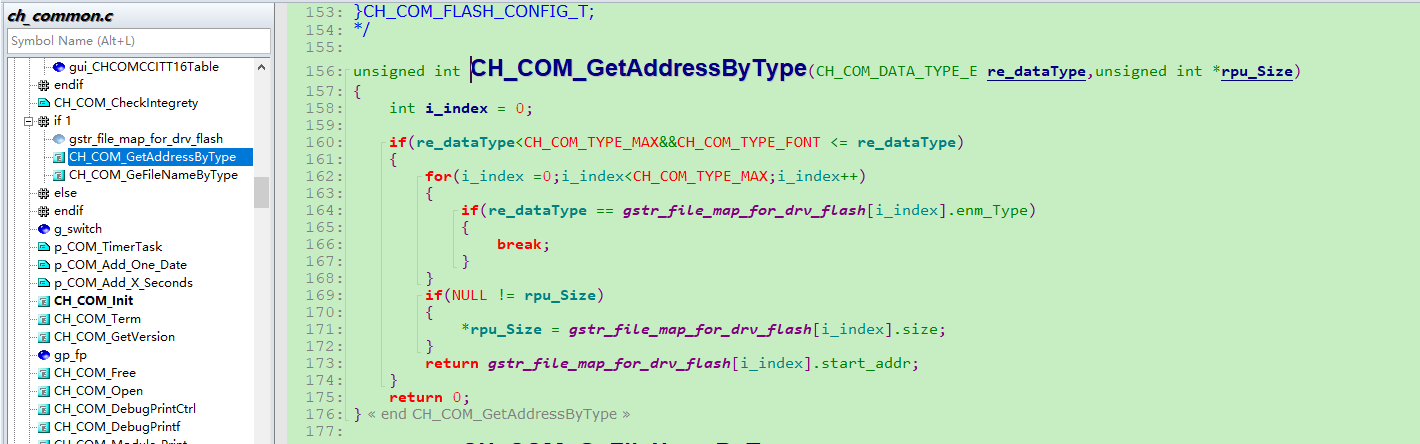 ch_common.c
Symbol Name (Alt+L)
gui_CHCOMCCITT16Table
endif
CH_COM_CheckIntegrety
if 1
gstr_file_map_for_drv_flash
CH_COM_GetAddressByType
CH_COM_GeFileNameByType
else
endif
g_switch
p_COM_TimerTask
p_COM_Add_One_Date
p_COM_Add_X_Seconds
CH_COM_Init
CH_COM_Term
CH_COM_GetVersion
gp_fp
CH_COM_Free
CH_COM_Open
CH_COM_DebugPrintCtrl
CH_COM_DebugPrintf
CH_COM_Module_Print
153: }CH_COM_FLASH_CONFIG_T;
154: */
155:
156: unsigned int CH_COM_GetAddressByType(CH_COM_DATA_TYPE_E re_dataType,unsigned int *rpu_Size)
157: {
158: int i_index = 0;
159:
160: if(re_dataType<CH_COM_TYPE_MAX&&CH_COM_TYPE_FONT <= re_dataType)
161: {
162: for(i_index =0;i_index<CH_COM_TYPE_MAX;i_index++)
163: {
164: if(re_dataType == gstr_file_map_for_drv_flash[i_index].enm_Type)
165: {
166: break;
167: }
168: }
169: if(NULL != rpu_Size)
170: {
171: *rpu_Size = gstr_file_map_for_drv_flash[i_index].size;
172: }
173: return gstr_file_map_for_drv_flash[i_index].start_addr;
174: }
175: return 0;
176: } « end CH_COM_GetAddressByType »
177: